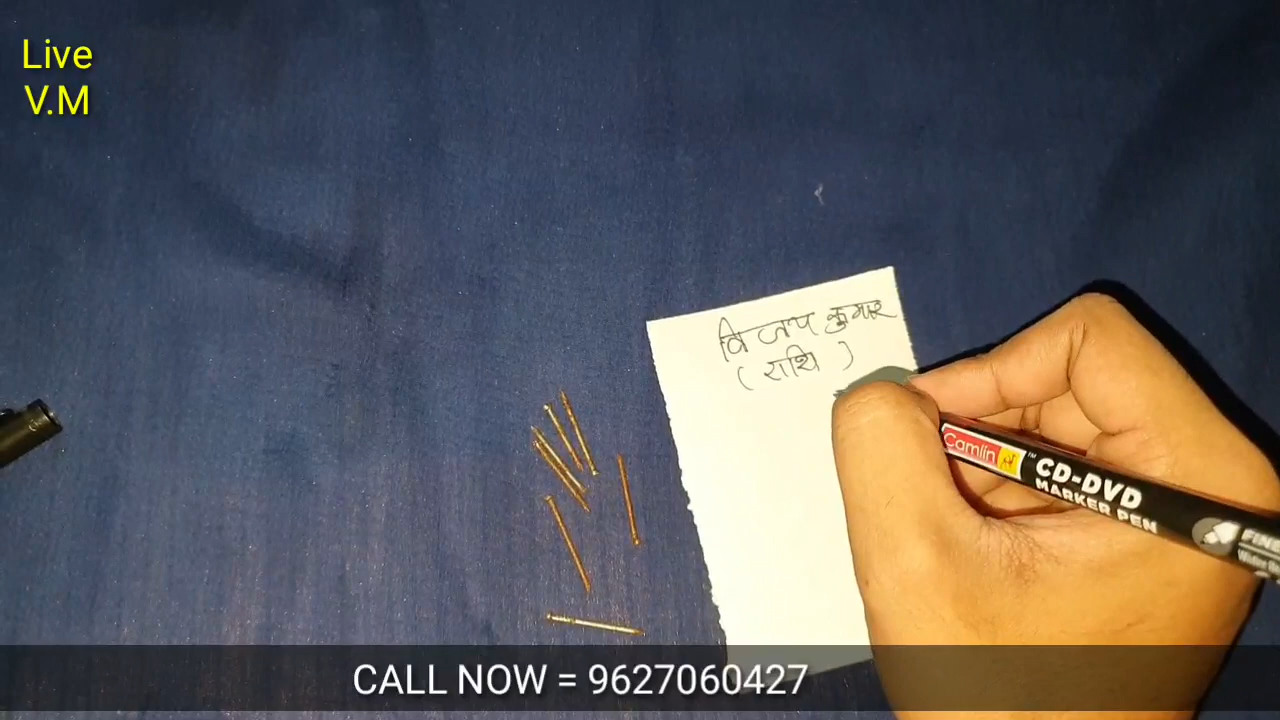 Live
V.M
विजय कुमार
( राशि )
Camlin
CD-DVD
MARKER PEN
CALL NOW = 9627060427